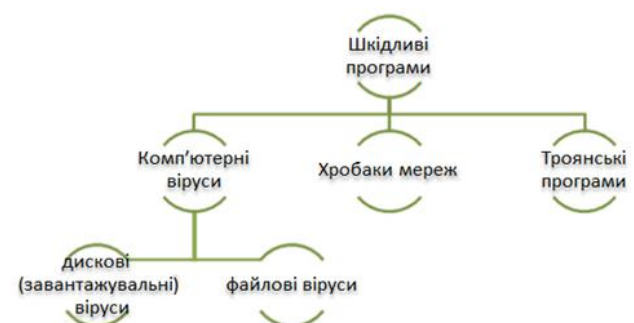 Шкідливі
програми
Комп’ютерні
віруси
Хробаки мереж
Троянські
програми
дискові
(завантажувальні)
віруси
файлові віруси